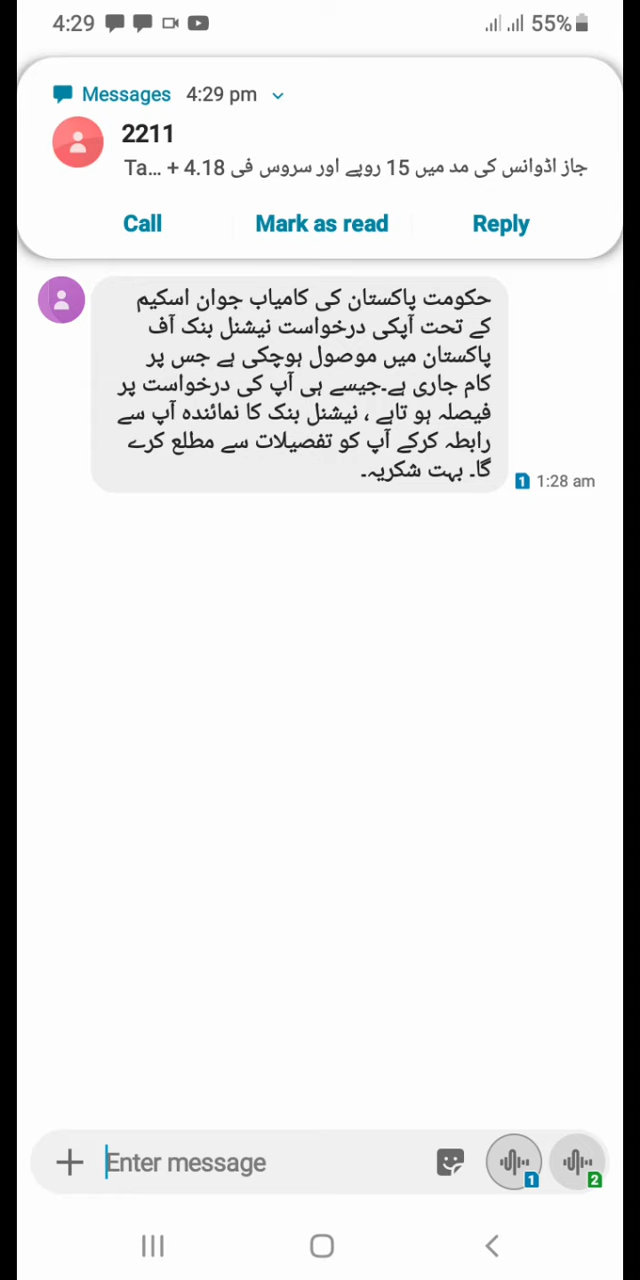 4:29
55%
Messages 4:29 pm
2211
جاز اڈوانس کی مد میں 15 روپے اور سروس فی 4.18 + Ta...
Call Mark as read Reply
حکومت پاکستان کی کامیاب جوان اسکیم
کے تحت آپکی درخواست نیشنل بنک آف
پاکستان میں موصول ہوچکی ہے جس پر
کام جاری ہے۔جیسے ہی آپ کی درخواست پر
فیصلہ ہو تاہے ، نیشنل بنک کا نمائندہ آپ سے
رابطہ کرکے آپ کو تفصیلات سے مطلع کرے
گا۔ بہت شکریہ۔
1 1:28 am
Enter message
1 2